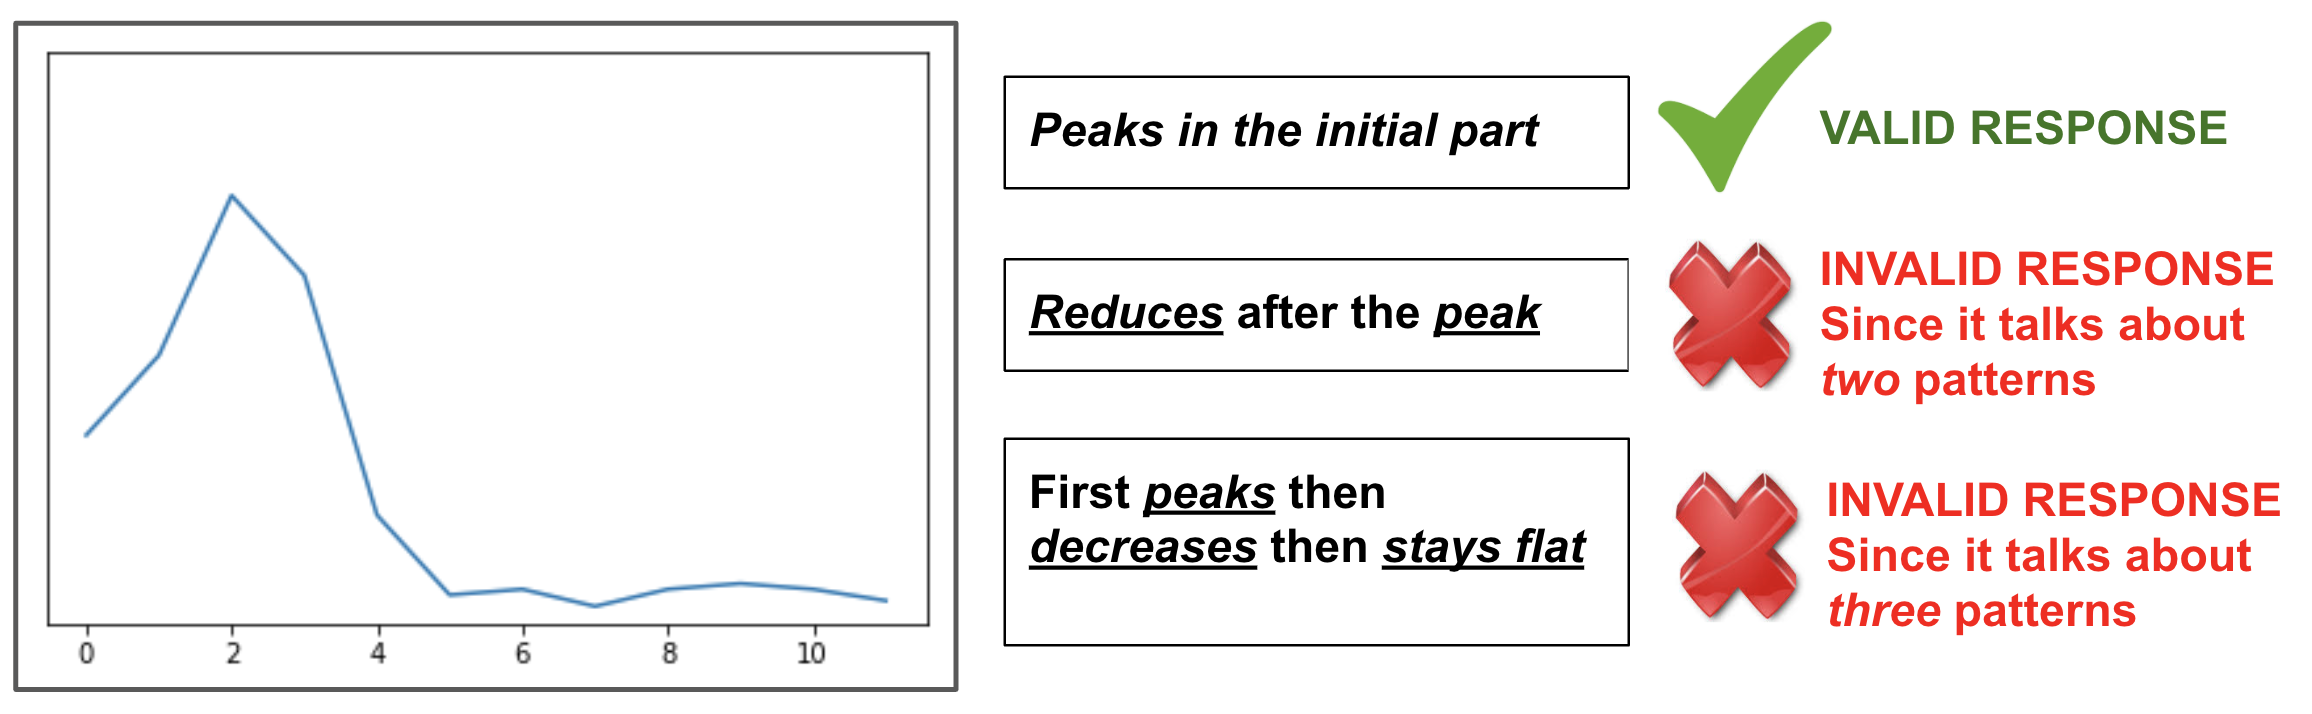 0 2 4 6 8 10
Peaks in the initial part
VALID RESPONSE
Reduces after the peak
INVALID RESPONSE
Since it talks about
two patterns
First peaks then
decreases then stays flat
INVALID RESPONSE
Since it talks about
three patterns